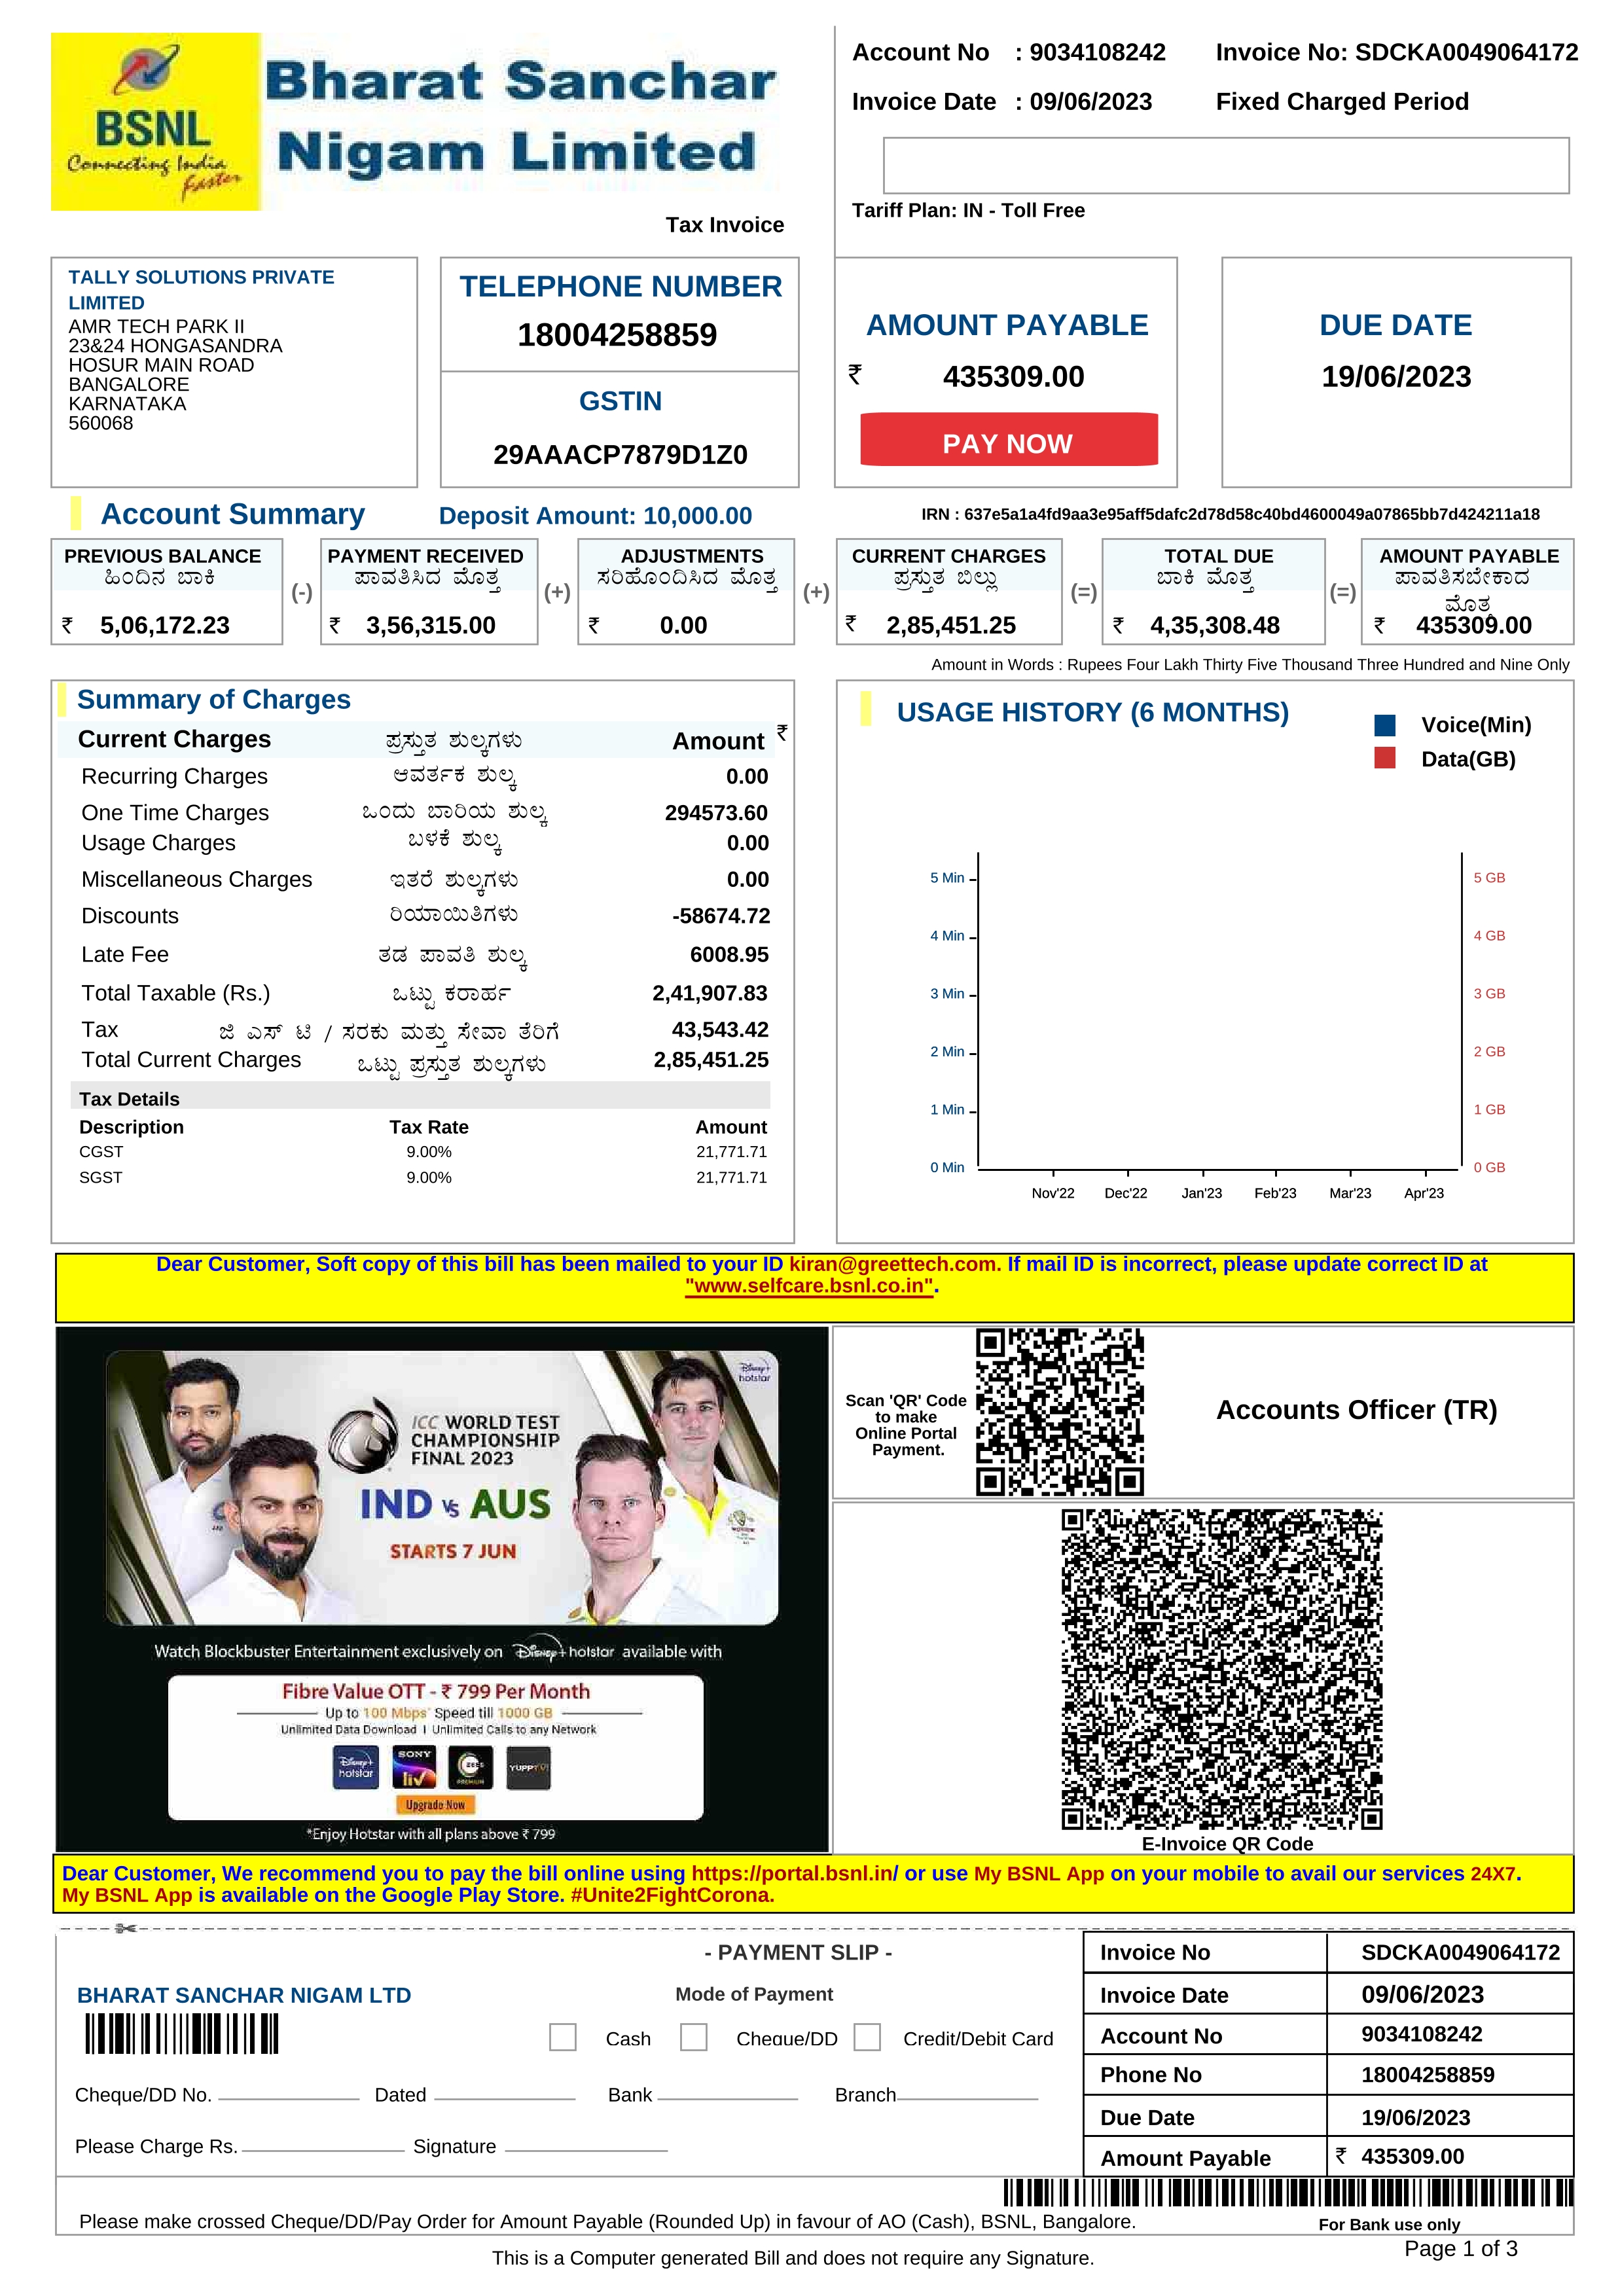 BSNL
Connecting India
faster
Bharat Sanchar
Nigam Limited
Tax Invoice
Account No : 9034108242 Invoice No: SDCKA0049064172
Invoice Date : 09/06/2023 Fixed Charged Period
Tariff Plan: IN - Toll Free
TALLY SOLUTIONS PRIVATE
LIMITED
AMR TECH PARK II
23&24 HONGASANDRA
HOSUR MAIN ROAD
BANGALORE
KARNATAKA
560068
TELEPHONE NUMBER
18004258859
GSTIN
29AAACP7879D1Z0
AMOUNT PAYABLE
₹ 435309.00
PAY NOW
DUE DATE
19/06/2023
Account Summary Deposit Amount: 10,000.00
IRN : 637e5a1a4fd9aa3e95aff5dafc2d78d58c40bd4600049a07865bb7d424211a18
PREVIOUS BALANCE
ಹಿಂದಿನ ಬಾಕಿ
₹ 5,06,172.23
(-)
PAYMENT RECEIVED
ಪಾವತಿಸಿದ ಮೊತ್ತ
₹ 3,56,315.00
(+)
ADJUSTMENTS
ಸರಿಹೊಂದಿಸಿದ ಮೊತ್ತ
₹ 0.00
(+)
CURRENT CHARGES
ಪ್ರಸ್ತುತ ಬಿಲ್ಲು
₹ 2,85,451.25
(=)
TOTAL DUE
ಬಾಕಿ ಮೊತ್ತ
₹ 4,35,308.48
(=)
AMOUNT PAYABLE
ಪಾವತಿಸಬೇಕಾದ
ಮೊತ್ತ
₹ 435309.00
Amount in Words : Rupees Four Lakh Thirty Five Thousand Three Hundred and Nine Only
Summary of Charges
Current Charges ಪ್ರಸ್ತುತ ಶುಲ್ಕಗಳು Amount ₹
Recurring Charges ಆವರ್ತಕ ಶುಲ್ಕ 0.00
One Time Charges ಒಂದು ಬಾರಿಯ ಶುಲ್ಕ 294573.60
Usage Charges ಬಳಕೆ ಶುಲ್ಕ 0.00
Miscellaneous Charges ಇತರೆ ಶುಲ್ಕಗಳು 0.00
Discounts ರಿಯಾಯಿತಿಗಳು -58674.72
Late Fee ತಡ ಪಾವತಿ ಶುಲ್ಕ 6008.95
Total Taxable (Rs.) ಒಟ್ಟು ಕರಾರ್ಹ 2,41,907.83
Tax ಜಿ ಎಸ್ ಟಿ / ಸರಕು ಮತ್ತು ಸೇವಾ ತೆರಿಗೆ 43,543.42
Total Current Charges ಒಟ್ಟು ಪ್ರಸ್ತುತ ಶುಲ್ಕಗಳು 2,85,451.25
Tax Details
Description Tax Rate Amount
CGST 9.00% 21,771.71
SGST 9.00% 21,771.71
USAGE HISTORY (6 MONTHS)
Voice(Min)
Data(GB)
5 Min 5 GB
4 Min 4 GB
3 Min 3 GB
2 Min 2 GB
1 Min 1 GB
0 Min 0 GB
Nov'22 Dec'22 Jan'23 Feb'23 Mar'23 Apr'23
Dear Customer, Soft copy of this bill has been mailed to your ID kiran@greettech.com. If mail ID is incorrect, please update correct ID at
"www.selfcare.bsnl.co.in".
Disney+
hotstar
ICC WORLD TEST
CHAMPIONSHIP
FINAL 2023
IND vs AUS
STARTS 7 JUN
Watch Blockbuster Entertainment exclusively on Disney+ hotstar available with
Fibre Value OTT - ₹ 799 Per Month
Up to 100 Mbps* Speed till 1000 GB
Unlimited Data Download I Unlimited Calls to any Network
Disney+
hotstar
SONY
liv
ZEE5
PREMIUM
YUPPTV
Upgrade Now
*Enjoy Hotstar with all plans above ₹ 799
Scan 'QR' Code
to make
Online Portal
Payment.
Accounts Officer (TR)
E-Invoice QR Code
Dear Customer, We recommend you to pay the bill online using https://portal.bsnl.in/ or use My BSNL App on your mobile to avail our services 24X7.
My BSNL App is available on the Google Play Store. #Unite2FightCorona.
- PAYMENT SLIP -
BHARAT SANCHAR NIGAM LTD
Mode of Payment
Cash Cheque/DD Credit/Debit Card
Cheque/DD No. Dated Bank Branch
Please Charge Rs. Signature
Invoice No SDCKA0049064172
Invoice Date 09/06/2023
Account No 9034108242
Phone No 18004258859
Due Date 19/06/2023
Amount Payable ₹ 435309.00
Please make crossed Cheque/DD/Pay Order for Amount Payable (Rounded Up) in favour of AO (Cash), BSNL, Bangalore.
For Bank use only
Page 1 of 3
This is a Computer generated Bill and does not require any Signature.